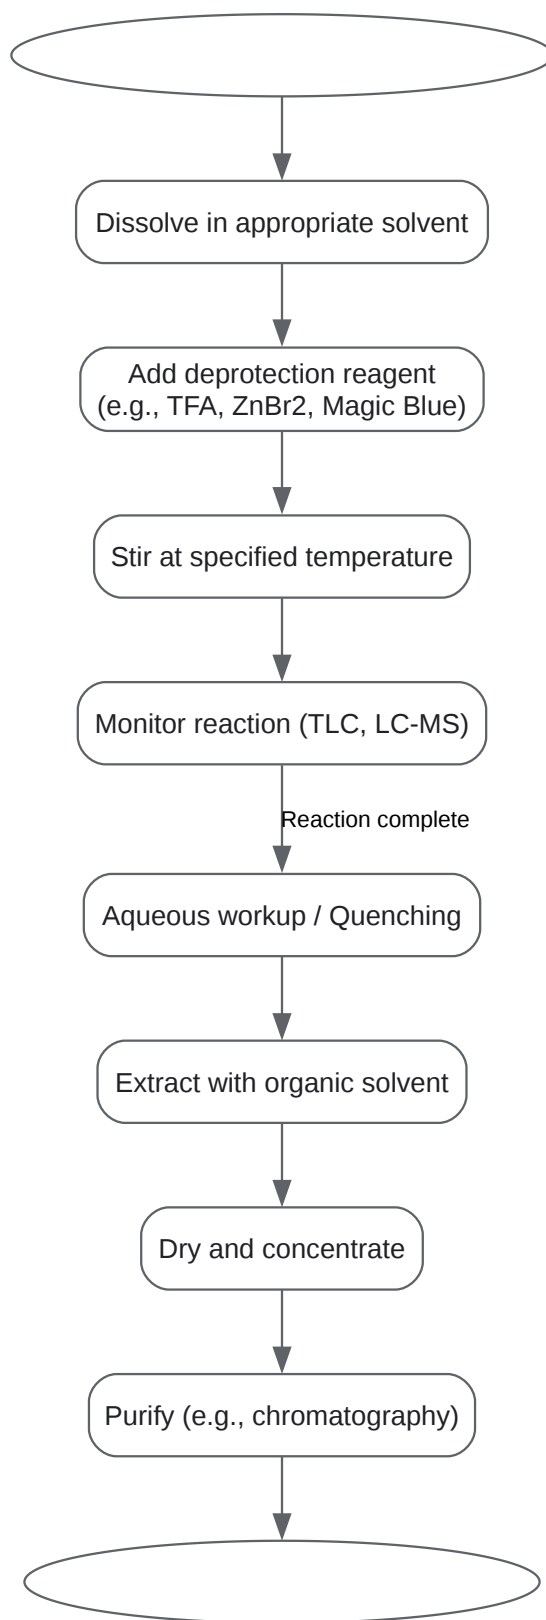 Dissolve in appropriate solvent
Add deprotection reagent
(e.g., TFA, ZnBr2, Magic Blue)
Stir at specified temperature
Monitor reaction (TLC, LC-MS)
Reaction complete
Aqueous workup / Quenching
Extract with organic solvent
Dry and concentrate
Purify (e.g., chromatography)